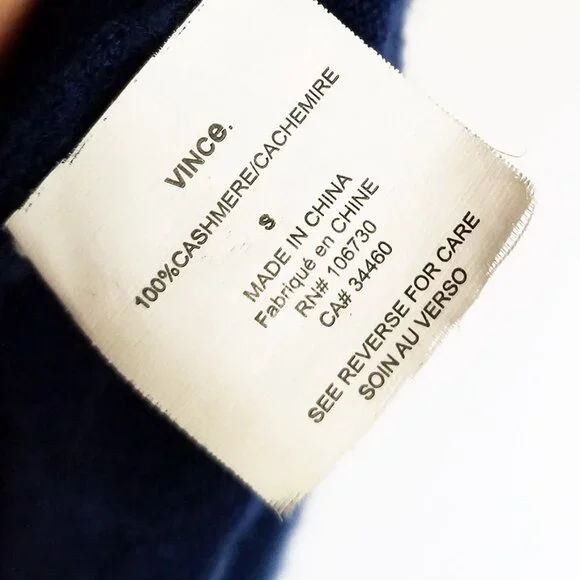 VINCe.
100%CASHMERE/CACHEMIRE
S
MADE IN CHINA
Fabriqué en CHINE
RN# 106730
CA# 34460
SEE REVERSE FOR CARE
SOIN AU VERSO